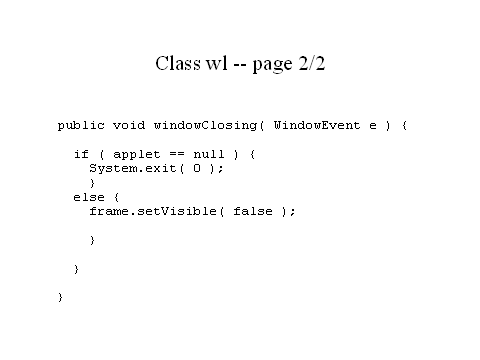 Class wl -- page 2/2
public void windowClosing( WindowEvent e ) {
if ( applet == null ) {
System.exit( 0 );
}
else {
frame.setVisible( false );
}
}
}